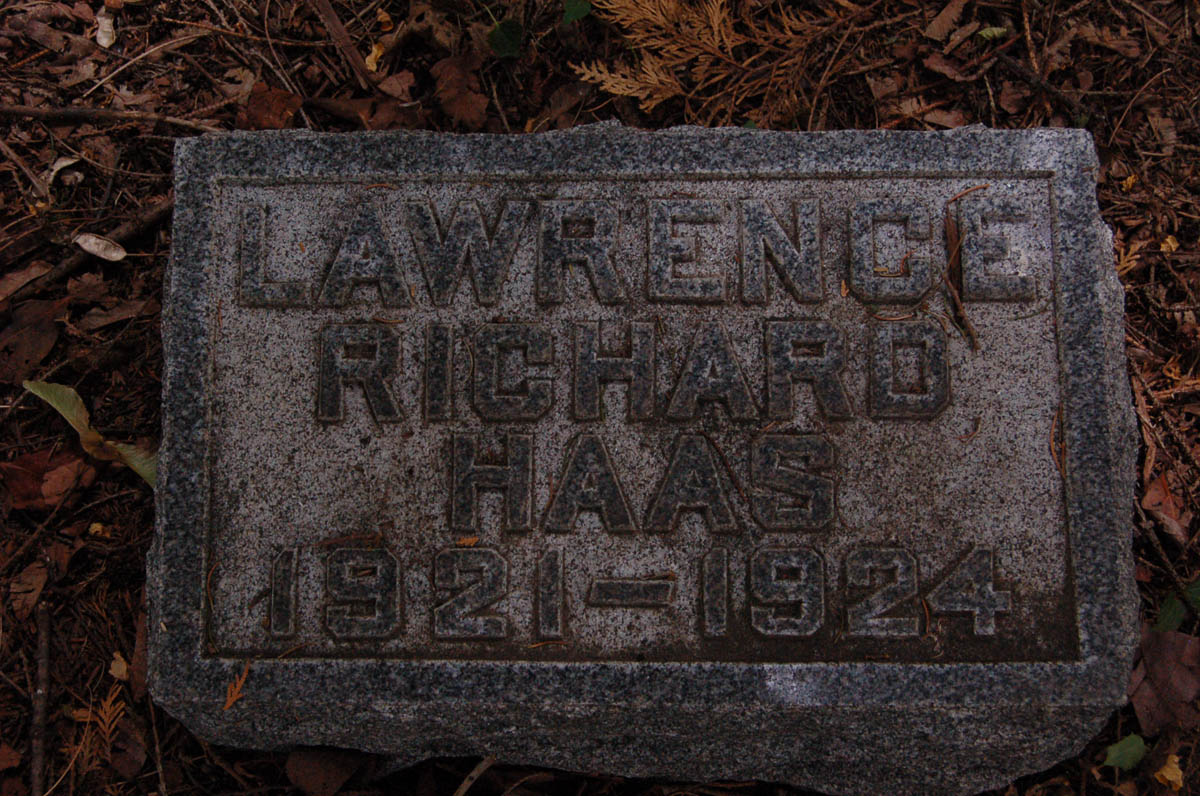 LAWRENCE
RICHARD
HAAS
1921-1924